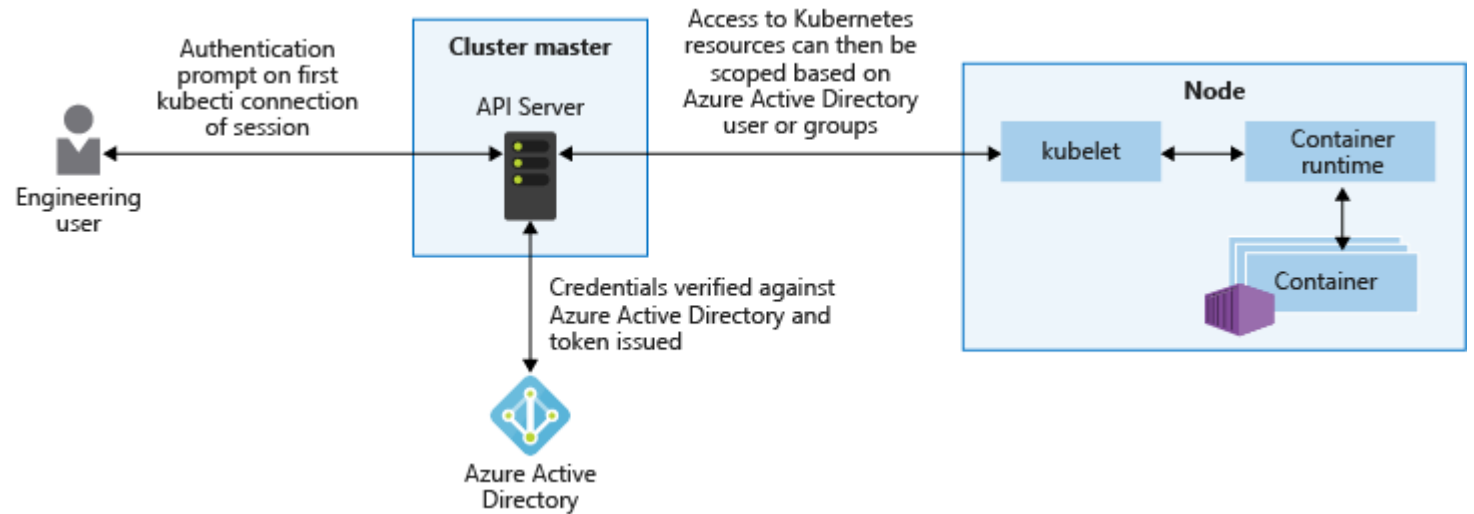 Authentication
prompt on first
kubecti connection
of session
Engineering
user
Cluster master
API Server
Access to Kubernetes
resources can then be
scoped based on
Azure Active Directory
user or groups
Credentials verified against
Azure Active Directory and
token issued
Azure Active
Directory
Node
kubelet
Container
runtime
Container